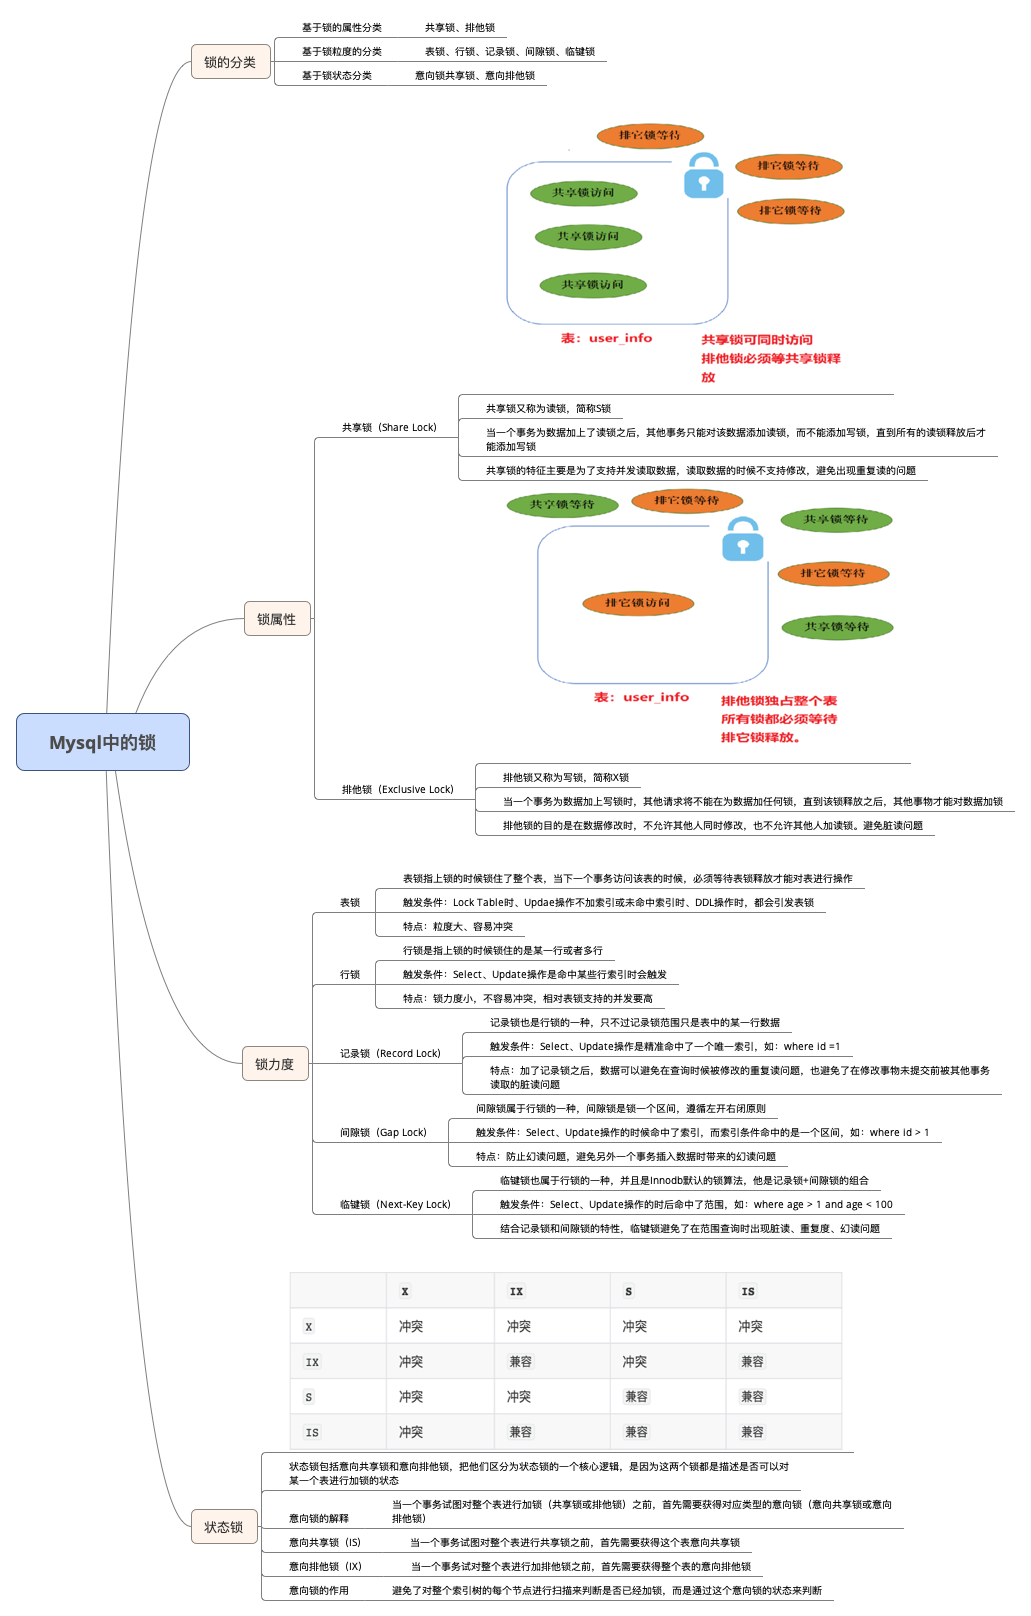 Mysql中的锁
锁的分类
基于锁的属性分类 共享锁、排他锁
基于锁粒度的分类 表锁、行锁、记录锁、间隙锁、临键锁
基于锁状态分类 意向锁共享锁、意向排他锁
锁属性
排它锁等待
排它锁等待
共享锁访问
排它锁等待
共享锁访问
共享锁访问
表：user_info
共享锁可同时访问
排他锁必须等共享锁释
放
共享锁（Share Lock)
共享锁又称为读锁，简称S锁
当一个事务为数据加上了读锁之后，其他事务只能对该数据添加读锁，而不能添加写锁，直到所有的读锁释放后才
能添加写锁
共享锁的特征主要是为了支持并发读取数据，读取数据的时候不支持修改，避免出现重复读的问题
共享锁等待
排它锁等待
共享锁等待
排它锁等待
排它锁访问
共享锁等待
表：user_info
排他锁独占整个表
所有锁都必须等待
排它锁释放。
排他锁（Exclusive Lock)
排他锁又称为写锁，简称X锁
当一个事务为数据加上写锁时，其他请求将不能在为数据加任何锁，直到该锁释放之后，其他事物才能对数据加锁
排他锁的目的是在数据修改时，不允许其他人同时修改，也不允许其他人加读锁。避免脏读问题
锁力度
表锁
表锁指上锁的时候锁住了整个表，当下一个事务访问该表的时候，必须等待表锁释放才能对表进行操作
触发条件：Lock Table时、Updae操作不加索引或未命中索引时、DDL操作时，都会引发表锁
特点：粒度大、容易冲突
行锁
行锁是指上锁的时候锁住的是某一行或者多行
触发条件：Select、Update操作是命中某些行索引时会触发
特点：锁力度小，不容易冲突，相对表锁支持的并发要高
记录锁（Record Lock)
记录锁也是行锁的一种，只不过记录锁范围只是表中的某一行数据
触发条件：Select、Update操作是精准命中了一个唯一索引，如：where id =1
特点：加了记录锁之后，数据可以避免在查询时候被修改的重复读问题，也避免了在修改事物未提交前被其他事务
读取的脏读问题
间隙锁（Gap Lock)
间隙锁属于行锁的一种，间隙锁是锁一个区间，遵循左开右闭原则
触发条件：Select、Update操作的时候命中了索引，而索引条件命中的是一个区间，如：where id > 1
特点：防止幻读问题，避免另外一个事务插入数据时带来的幻读问题
临键锁（Next-Key Lock)
临键锁也属于行锁的一种，并且是Innodb默认的锁算法，他是记录锁+间隙锁的组合
触发条件：Select、Update操作的时后命中了范围，如：where age > 1 and age < 100
结合记录锁和间隙锁的特性，临键锁避免了在范围查询时出现脏读、重复度、幻读问题
状态锁
X IX S IS
X 冲突 冲突 冲突 冲突
IX 冲突 兼容 冲突 兼容
S 冲突 冲突 兼容 兼容
IS 冲突 兼容 兼容 兼容
状态锁包括意向共享锁和意向排他锁，把他们区分为状态锁的一个核心逻辑，是因为这两个锁都是描述是否可以对
某一个表进行加锁的状态
意向锁的解释
当一个事务试图对整个表进行加锁（共享锁或排他锁）之前，首先需要获得对应类型的意向锁（意向共享锁或意向
排他锁）
意向共享锁（IS) 当一个事务试图对整个表进行共享锁之前，首先需要获得这个表意向共享锁
意向排他锁（IX) 当一个事务试对整个表进行加排他锁之前，首先需要获得整个表的意向排他锁
意向锁的作用 避免了对整个索引树的每个节点进行扫描来判断是否已经加锁，而是通过这个意向锁的状态来判断